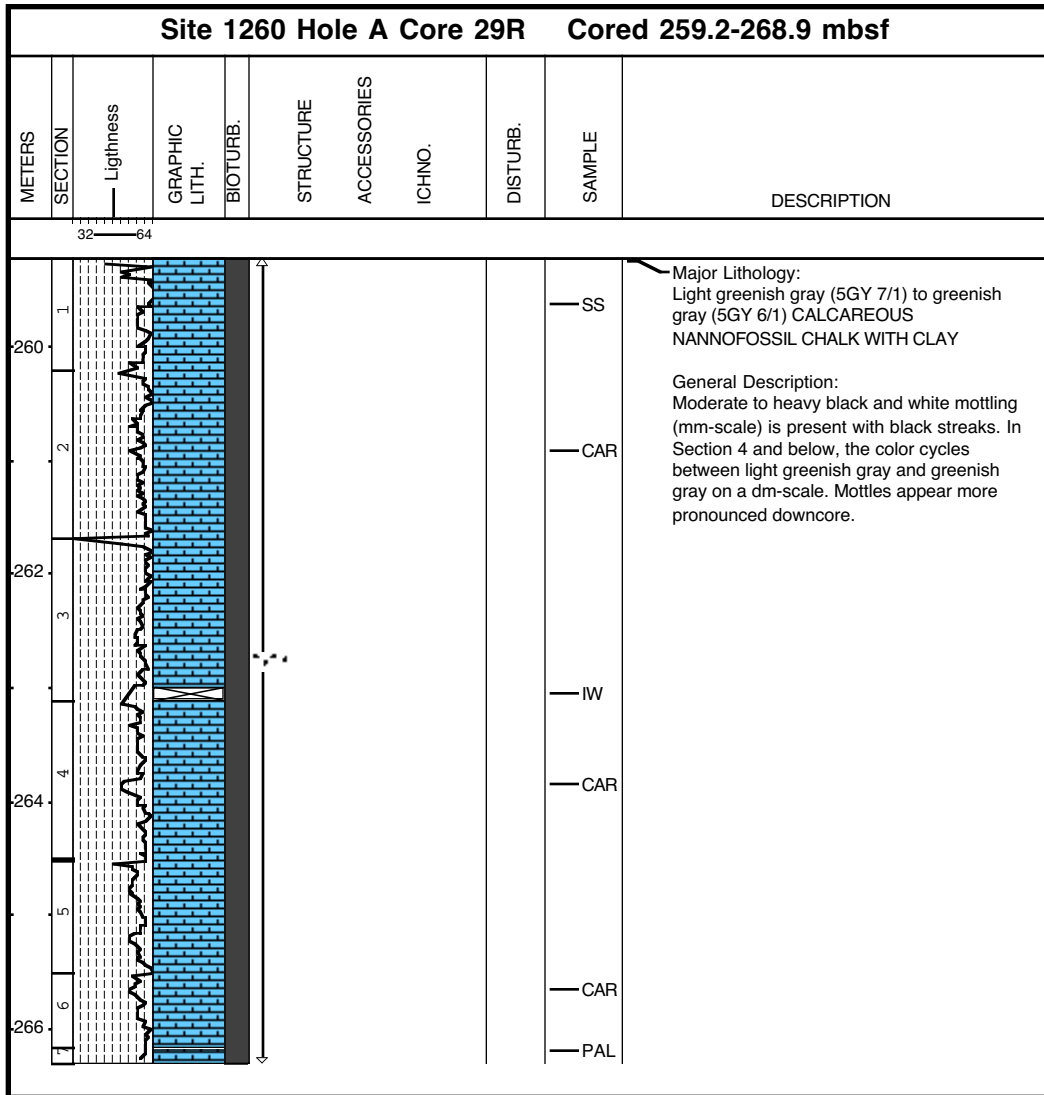 Site 1260 Hole A Core 29R Cored 259.2-268.9 mbsf
METERS
SECTION
Ligthness
GRAPHIC
LITH.
BIOTURB.
STRUCTURE
ACCESSORIES
ICHNO.
DISTURB.
SAMPLE
DESCRIPTION
32 64
Major Lithology:
Light greenish gray (5GY 7/1) to greenish
gray (5GY 6/1) CALCAREOUS
NANNOFOSSIL CHALK WITH CLAY
General Description:
Moderate to heavy black and white mottling
(mm-scale) is present with black streaks. In
Section 4 and below, the color cycles
between light greenish gray and greenish
gray on a dm-scale. Mottles appear more
pronounced downcore.
1
SS
260
2
CAR
262
3
IW
4
CAR
264
5
CAR
6
266
7
PAL